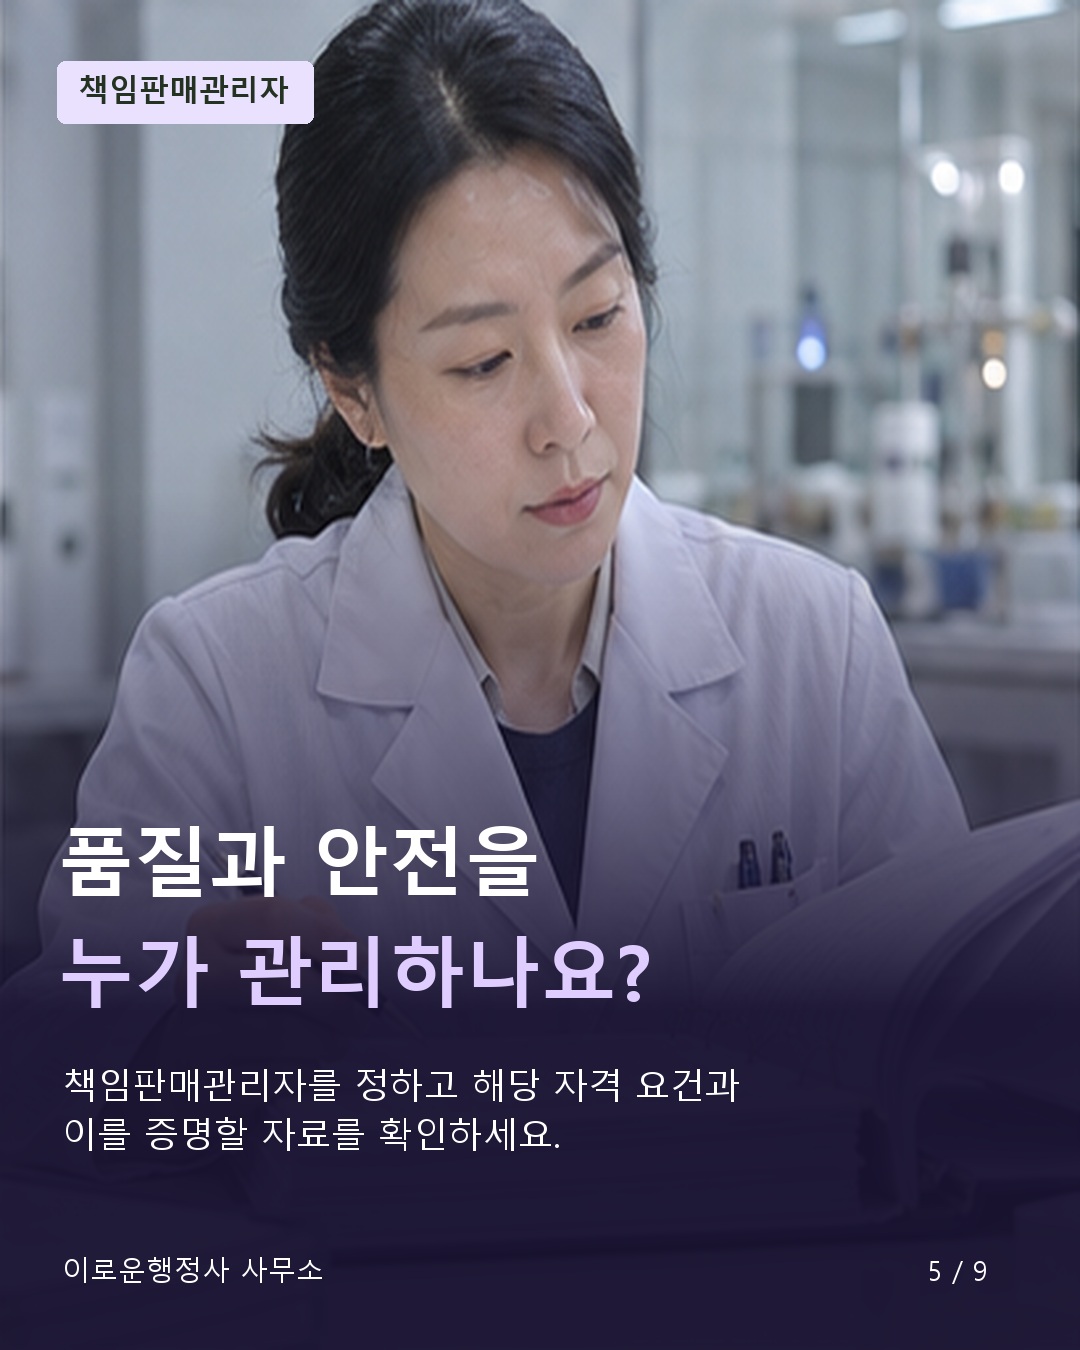 책임판매관리자
품질과 안전을
누가 관리하나요?
책임판매관리자를 정하고 해당 자격 요건과
이를 증명할 자료를 확인하세요.
이로운행정사 사무소
5 / 9